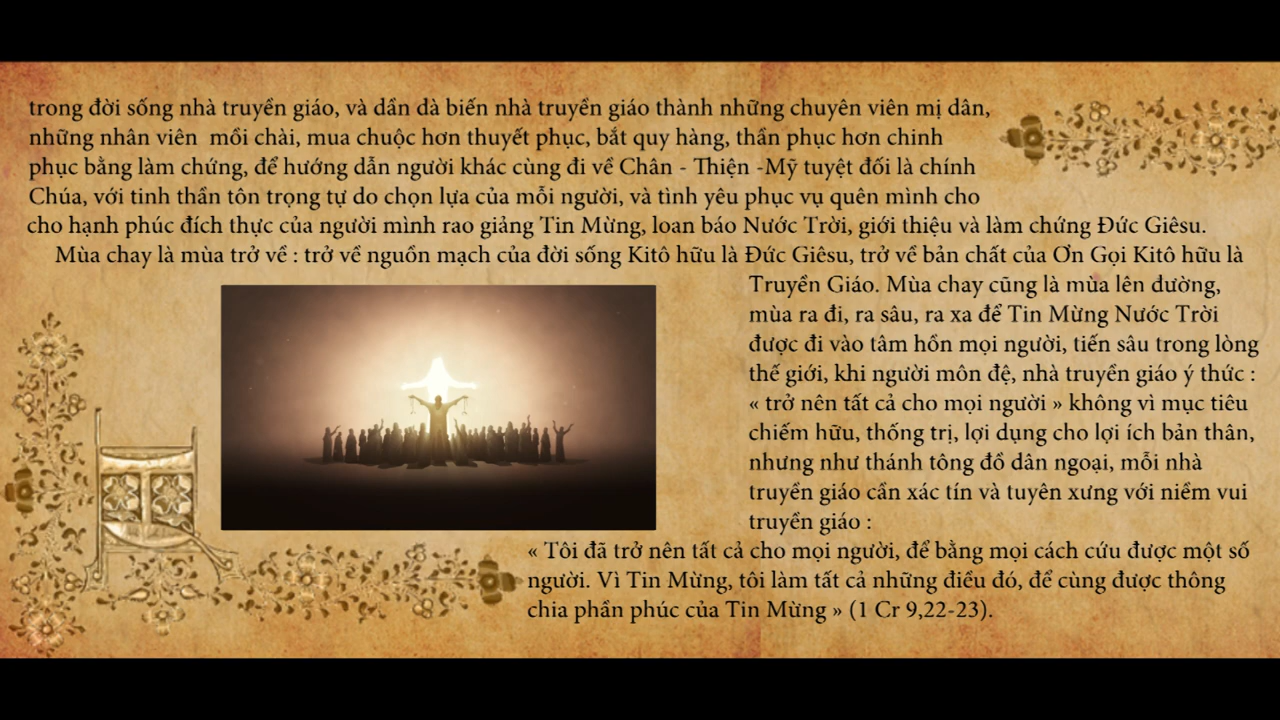 trong đời sống nhà truyền giáo, và dần dà biến nhà truyền giáo thành những chuyên viên mị dân,
những nhân viên  mồi chài, mua chuộc hơn thuyết phục, bắt quy hàng, thần phục hơn chinh
phục bằng làm chứng, để hướng dẫn người khác cùng đi về Chân - Thiện -Mỹ tuyệt đối là chính
Chúa, với tinh thần tôn trọng tự do chọn lựa của mỗi người, và tình yêu phục vụ quên mình cho
cho hạnh phúc đích thực của người mình rao giảng Tin Mừng, loan báo Nước Trời, giới thiệu và làm chứng Đức Giêsu.
Mùa chay là mùa trở về : trở về nguồn mạch của đời sống Kitô hữu là Đức Giêsu, trở về bản chất của Ơn Gọi Kitô hữu là
Truyền Giáo. Mùa chay cũng là mùa lên đường,
mùa ra đi, ra sâu, ra xa để Tin Mừng Nước Trời
được đi vào tâm hồn mọi người, tiến sâu trong lòng
thế giới, khi người môn đệ, nhà truyền giáo ý thức :
« trở nên tất cả cho mọi người » không vì mục tiêu
chiếm hữu, thống trị, lợi dụng cho lợi ích bản thân,
nhưng như thánh tông đồ dân ngoại, mỗi nhà
truyền giáo cần xác tín và tuyên xưng với niềm vui
truyền giáo :
« Tôi đã trở nên tất cả cho mọi người, để bằng mọi cách cứu được một số
người. Vì Tin Mừng, tôi làm tất cả những điều đó, để cùng được thông
chia phần phúc của Tin Mừng » (1 Cr 9,22-23).